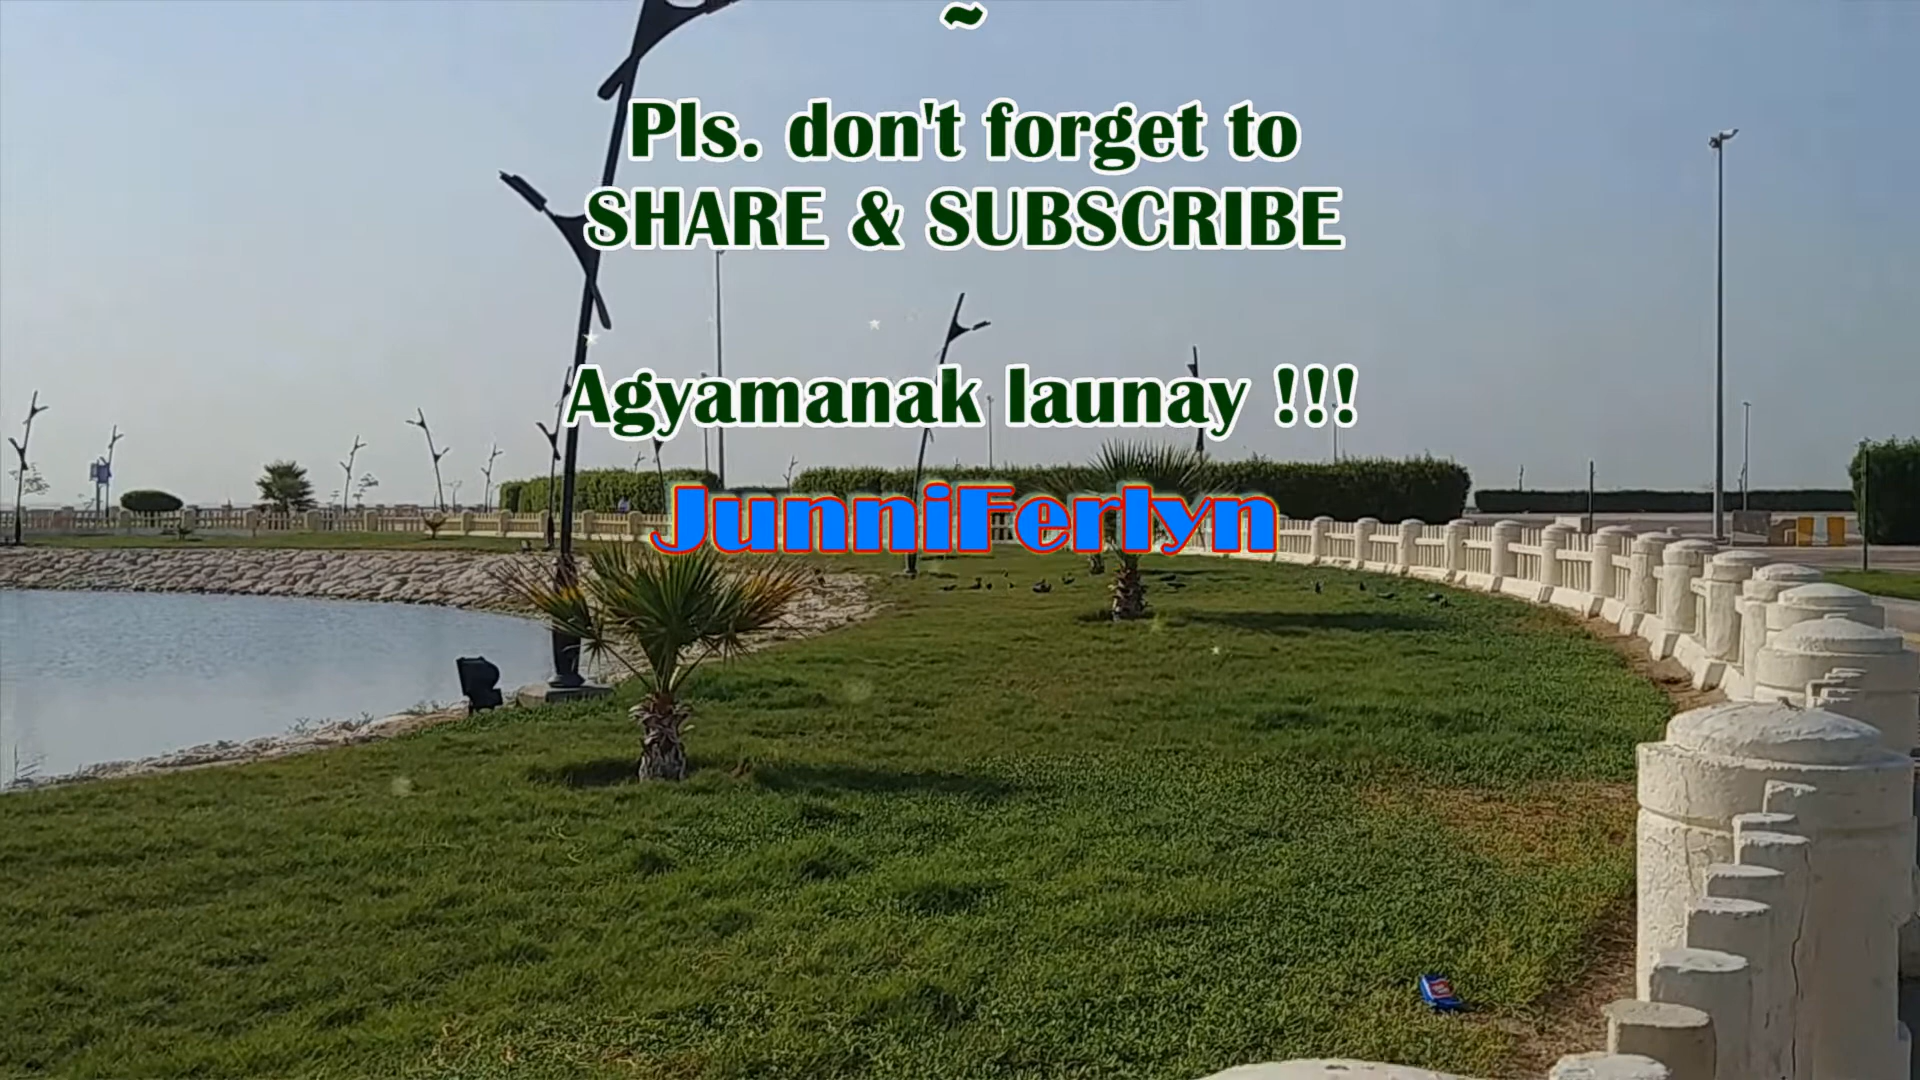 ~
Pls. don't forget to
SHARE & SUBSCRIBE
Agyamanak launay !!!
JunniFerlyn